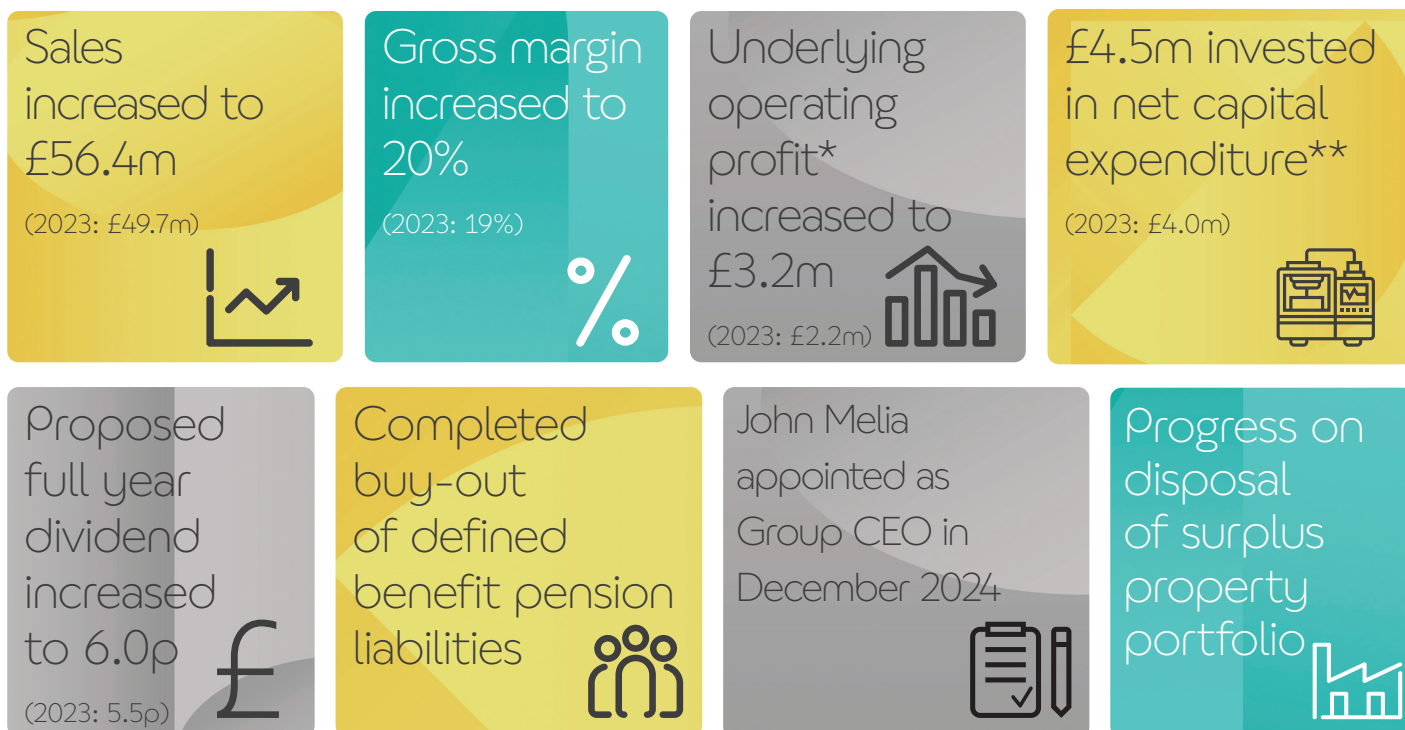 Sales
increased to
£56.4m
(2023: £49.7m)
Gross margin
increased to
20%
(2023: 19%)
Underlying
operating
profit*
increased to
£3.2m
(2023: £2.2m)
£4.5m invested
in net capital
expenditure**
(2023: £4.0m)
Proposed
full year
dividend
increased
to 6.0p
(2023: 5.5p)
£
Completed
buy-out
of defined
benefit pension
liabilities
John Melia
appointed as
Group CEO in
December 2024
Progress on
disposal
of surplus
property
portfolio